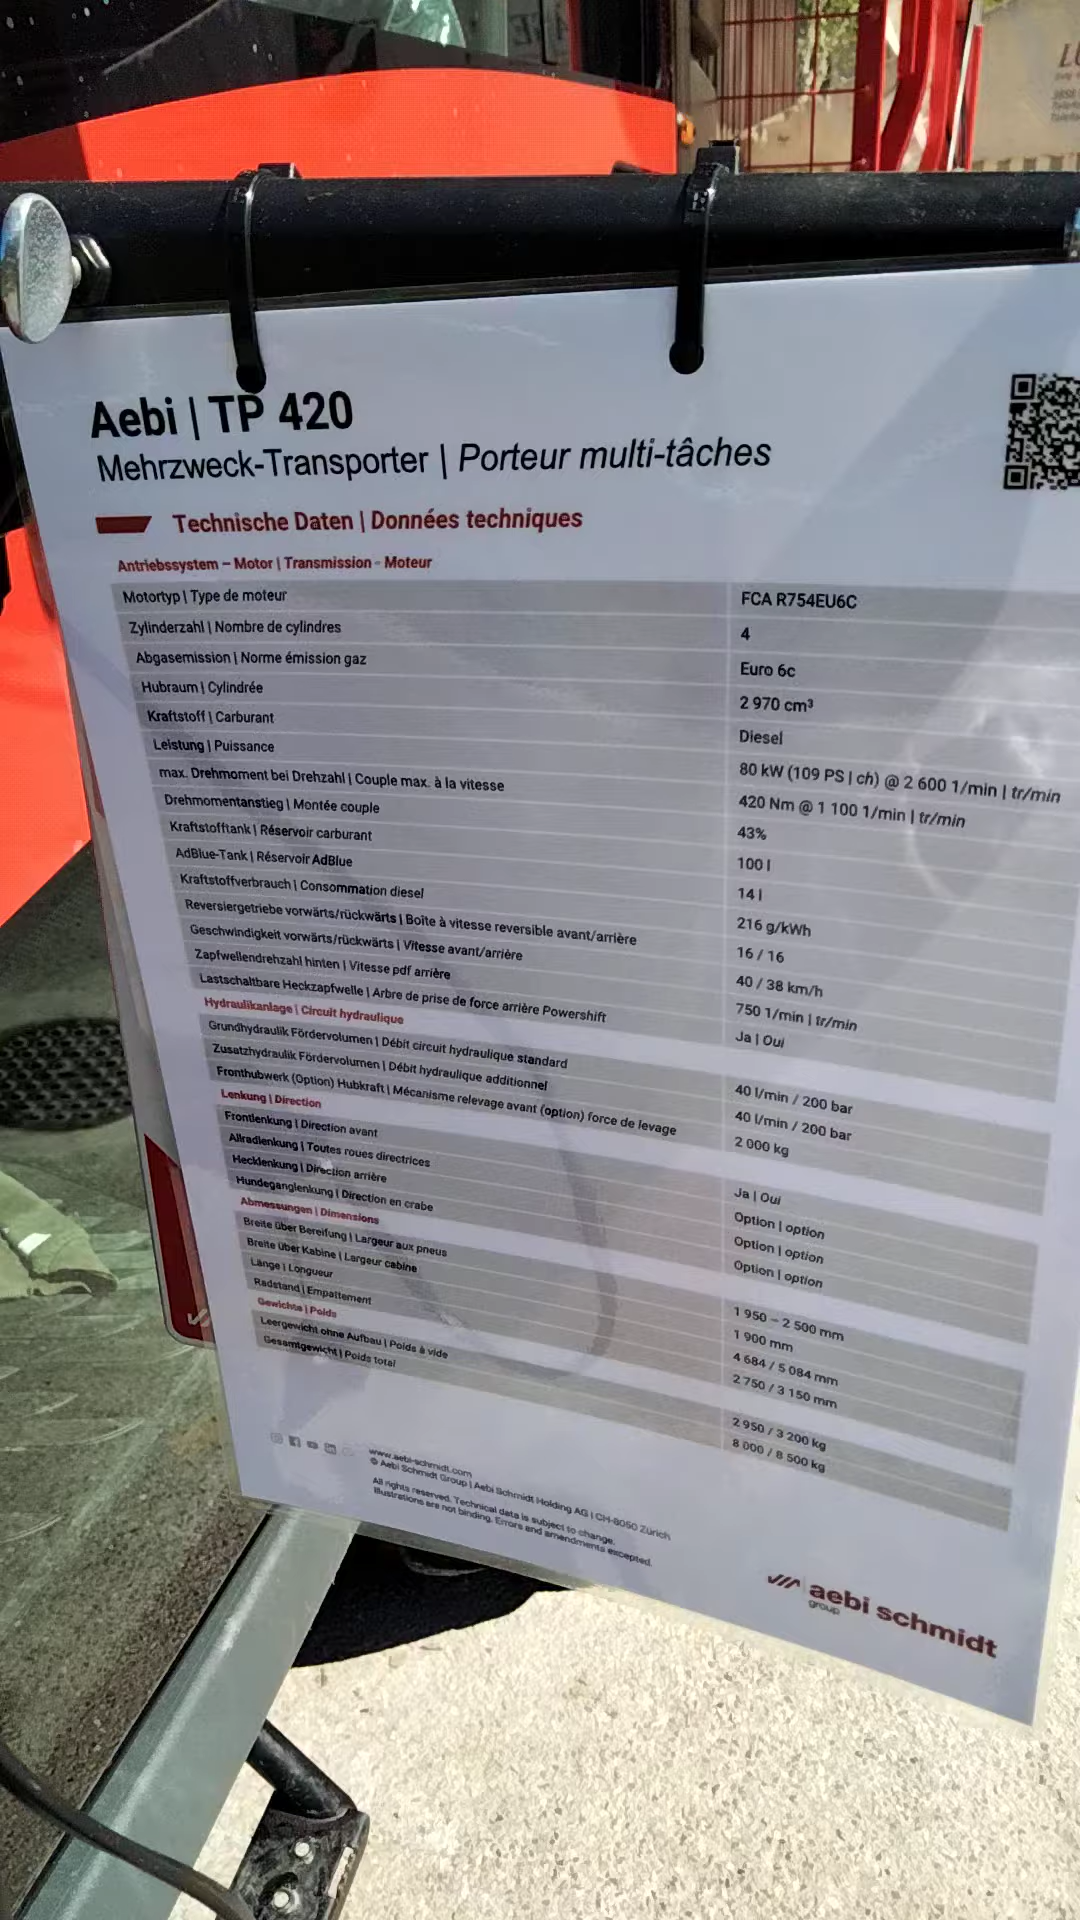 Aebi | TP 420
Mehrzweck-Transporter | Porteur multi-tâches
Technische Daten | Données techniques
Antriebssystem – Motor | Transmission - Moteur
Motortyp | Type de moteur FCA R754EU6C
Zylinderzahl | Nombre de cylindres 4
Abgasemission | Norme émission gaz Euro 6c
Hubraum | Cylindrée 2 970 cm³
Kraftstoff | Carburant Diesel
Leistung | Puissance 80 kW (109 PS | ch) @ 2 600 1/min | tr/min
max. Drehmoment bei Drehzahl | Couple max. à la vitesse 420 Nm @ 1 100 1/min | tr/min
Drehmomentanstieg | Montée couple 43%
Kraftstofftank | Réservoir carburant 100 l
AdBlue-Tank | Réservoir AdBlue 14 l
Kraftstoffverbrauch | Consommation diesel 216 g/kWh
Reversiergetriebe vorwärts/rückwärts | Boîte à vitesse reversible avant/arrière 16 / 16
Geschwindigkeit vorwärts/rückwärts | Vitesse avant/arrière 40 / 38 km/h
Zapfwellendrehzahl hinten | Vitesse pdf arrière 750 1/min | tr/min
Lastschaltbare Heckzapfwelle | Arbre de prise de force arrière Powershift Ja | Oui
Hydraulikanlage | Circuit hydraulique
Grundhydraulik Fördervolumen | Débit circuit hydraulique standard 40 l/min / 200 bar
Zusatzhydraulik Fördervolumen | Débit hydraulique additionnel 40 l/min / 200 bar
Fronthubwerk (Option) Hubkraft | Mécanisme relevage avant (option) force de levage 2 000 kg
Lenkung | Direction
Frontlenkung | Direction avant Ja | Oui
Allradlenkung | Toutes roues directrices Option | option
Hecklenkung | Direction arrière Option | option
Hundeganglenkung | Direction en crabe Option | option
Abmessungen | Dimensions
Breite über Bereifung | Largeur aux pneus 1 950 – 2 500 mm
Breite über Kabine | Largeur cabine 1 900 mm
Länge | Longueur 4 684 / 5 084 mm
Radstand | Empattement 2 750 / 3 150 mm
Gewichte | Poids
Leergewicht ohne Aufbau | Poids à vide 2 950 / 3 200 kg
Gesamtgewicht | Poids total 8 000 / 8 500 kg
www.aebi-schmidt.com
© Aebi Schmidt Group | Aebi Schmidt Holding AG | CH-8050 Zürich
All rights reserved. Technical data is subject to change.
Illustrations are not binding. Errors and amendments excepted.
aebi schmidt
group